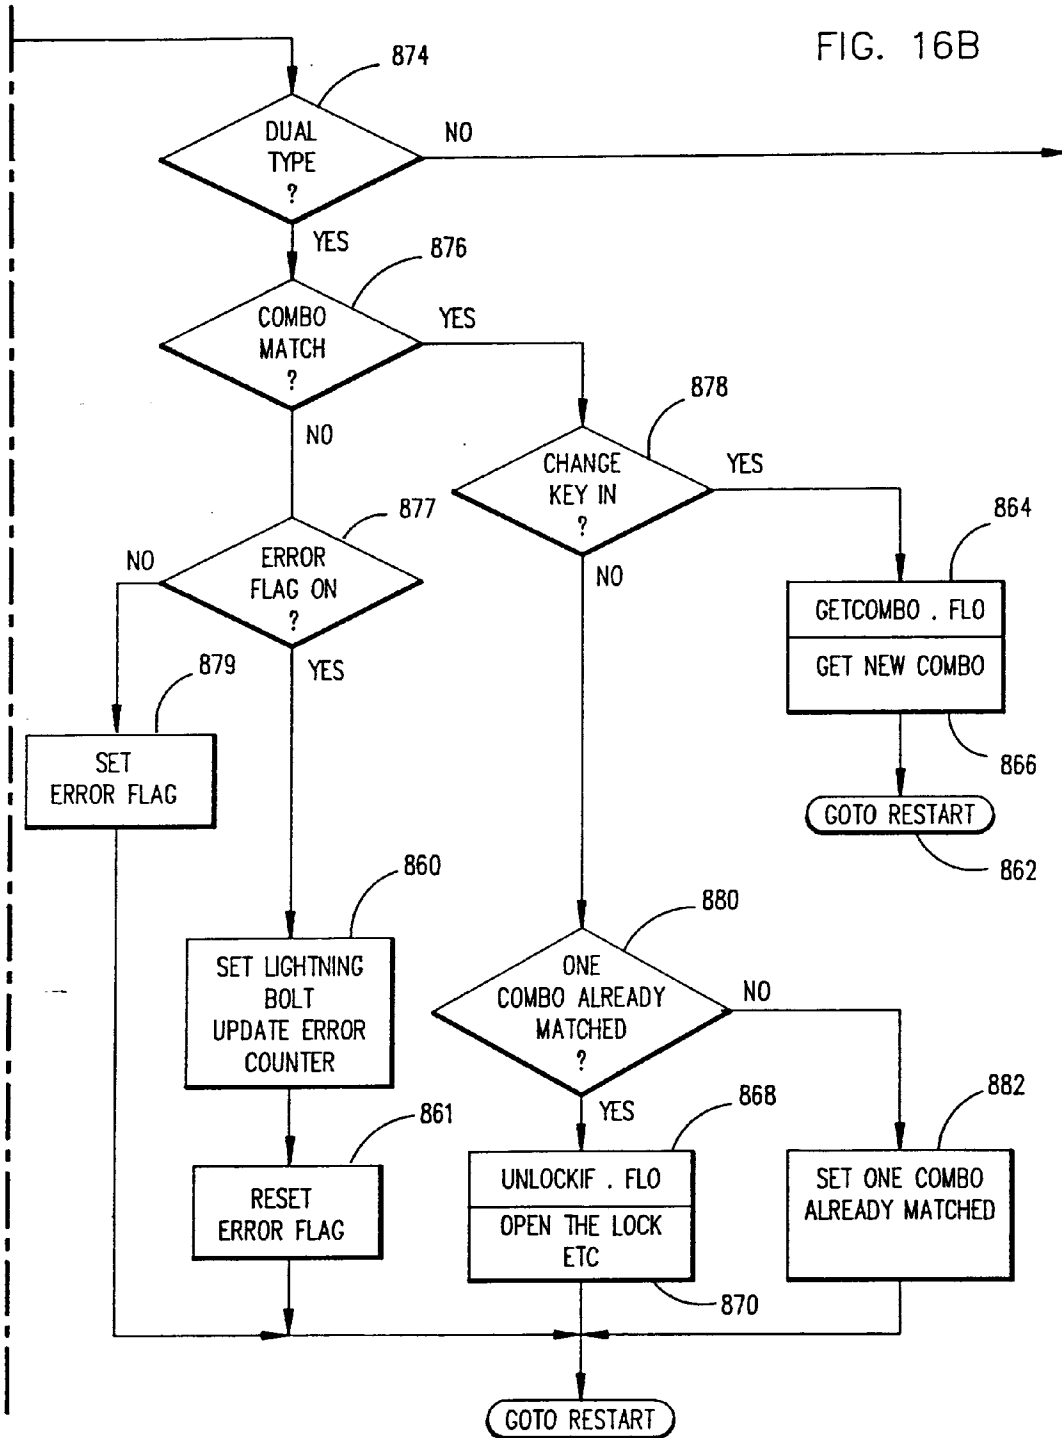 FIG. 16B
874
DUAL
TYPE
?
NO
YES
876
COMBO
MATCH
?
YES
NO
878
CHANGE
KEY IN
?
YES
NO
877
ERROR
FLAG ON
?
NO
YES
864
GETCOMBO . FLO
GET NEW COMBO
866
GOTO RESTART
862
879
SET
ERROR FLAG
860
SET LIGHTNING
BOLT
UPDATE ERROR
COUNTER
880
ONE
COMBO ALREADY
MATCHED
?
NO
YES
861
RESET
ERROR FLAG
868
UNLOCKIF . FLO
OPEN THE LOCK
ETC
870
882
SET ONE COMBO
ALREADY MATCHED
GOTO RESTART